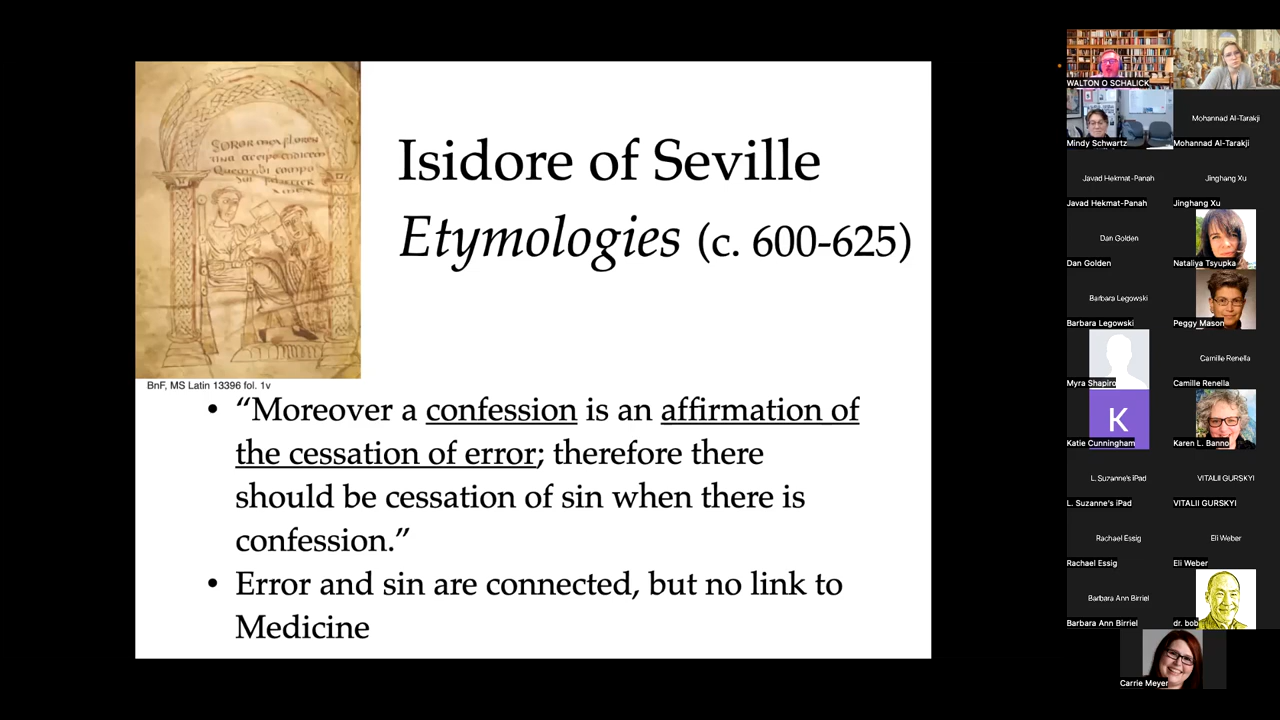 Isidore of Seville
Etymologies (c. 600-625)
BnF, MS Latin 13396 fol. 1v
• “Moreover a confession is an affirmation of
the cessation of error; therefore there
should be cessation of sin when there is
confession.”
• Error and sin are connected, but no link to
Medicine
WALTON O SCHALICK
Mindy Schwartz
Mohannad Al-Tarakji
Mohannad Al-Tarakji
Javad Hekmat-Panah
Jinghang Xu
Javad Hekmat-Panah
Jinghang Xu
Dan Golden
Dan Golden
Nataliya Tsyupka
Barbara Legowski
Barbara Legowski
Peggy Mason
Camille Renella
Myra Shapiro
Camille Renella
K
Katie Cunningham
Karen L. Banno
L. Suzanne's iPad
VITALII GURSKYI
L. Suzanne's iPad
VITALII GURSKYI
Rachael Essig
Eli Weber
Rachael Essig
Eli Weber
Barbara Ann Birriel
Barbara Ann Birriel
dr. bob
Carrie Meyer